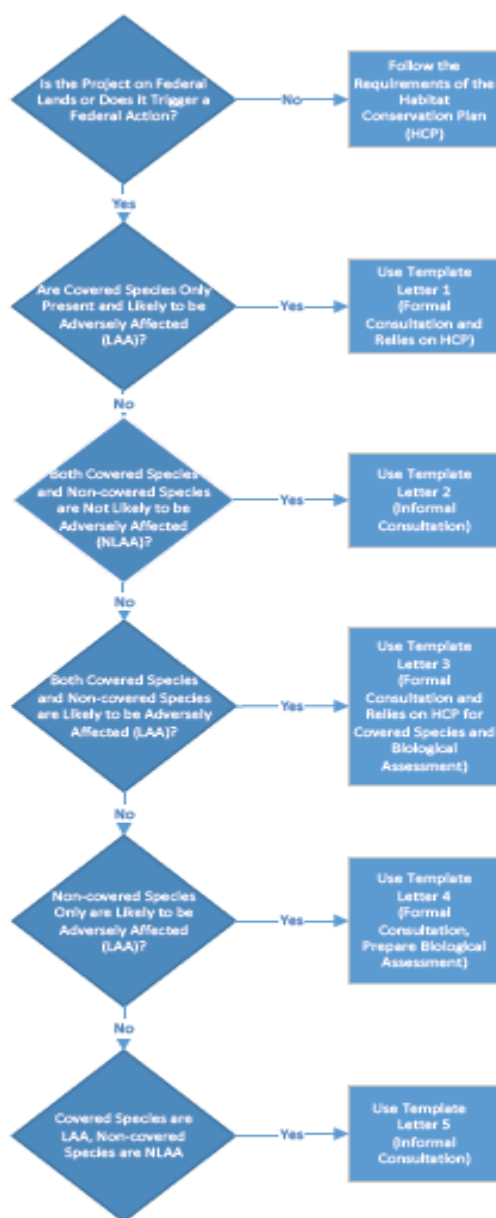 Is the Project on Federal
Lands or Does it Trigger a
Federal Action?
No
Follow the
Requirements of the
Habitat
Conservation Plan
(HCP)
Yes
Are Covered Species Only
Present and Likely to be
Adversely Affected
(LAA)?
Yes
Use Template
Letter 1
(Formal
Consultation and
Relies on HCP)
No
Both Covered Species
and Non-covered Species
are Not Likely to be
Adversely Affected
(NLAA)?
Yes
Use Template
Letter 2
(Informal
Consultation)
No
Both Covered Species
and Non-covered Species
are Likely to be Adversely
Affected (LAA)?
Yes
Use Template
Letter 3
(Formal
Consultation and
Relies on HCP for
Covered Species and
Biological
Assessment)
No
Non-covered Species
Only are Likely to be
Adversely Affected
(LAA)?
Yes
Use Template
Letter 4
(Formal
Consultation,
Prepare Biological
Assessment)
No
Covered Species are
LAA, Non-covered
Species are NLAA
Yes
Use Template
Letter 5
(Informal
Consultation)